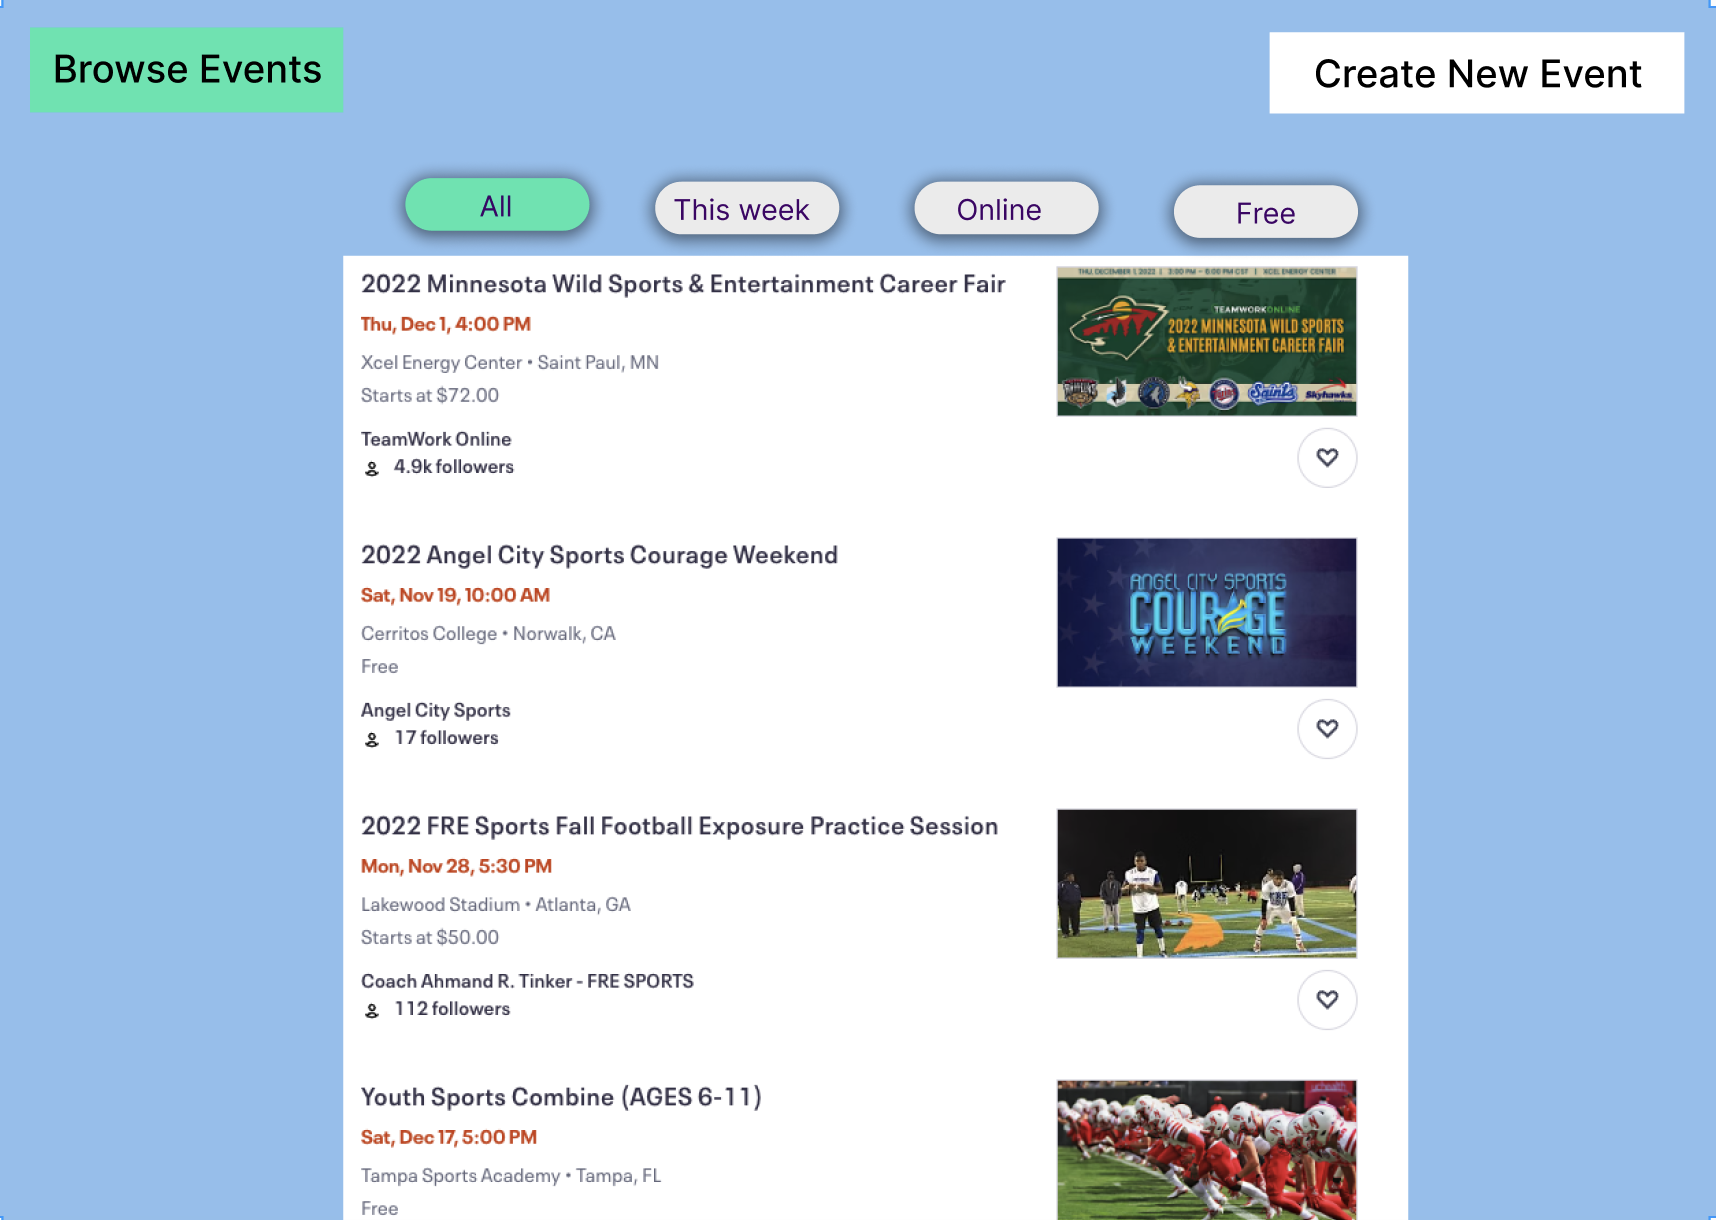 Browse Events
Create New Event
All
This week
Online
Free
2022 Minnesota Wild Sports & Entertainment Career Fair
Thu, Dec 1, 4:00 PM
Xcel Energy Center • Saint Paul, MN
Starts at $72.00
TeamWork Online
4.9k followers
THU, DECEMBER 1, 2022 | 3:00 PM – 6:00 PM CST | XCEL ENERGY CENTER
TEAMWORKONLINE
2022 MINNESOTA WILD SPORTS
& ENTERTAINMENT CAREER FAIR
Twins
Saints
Skyhawks
2022 Angel City Sports Courage Weekend
Sat, Nov 19, 10:00 AM
Cerritos College • Norwalk, CA
Free
Angel City Sports
17 followers
ANGEL CITY SPORTS
COURAGE
WEEKEND
2022 FRE Sports Fall Football Exposure Practice Session
Mon, Nov 28, 5:30 PM
Lakewood Stadium • Atlanta, GA
Starts at $50.00
Coach Ahmand R. Tinker - FRE SPORTS
112 followers
Youth Sports Combine (AGES 6-11)
Sat, Dec 17, 5:00 PM
Tampa Sports Academy • Tampa, FL
Free